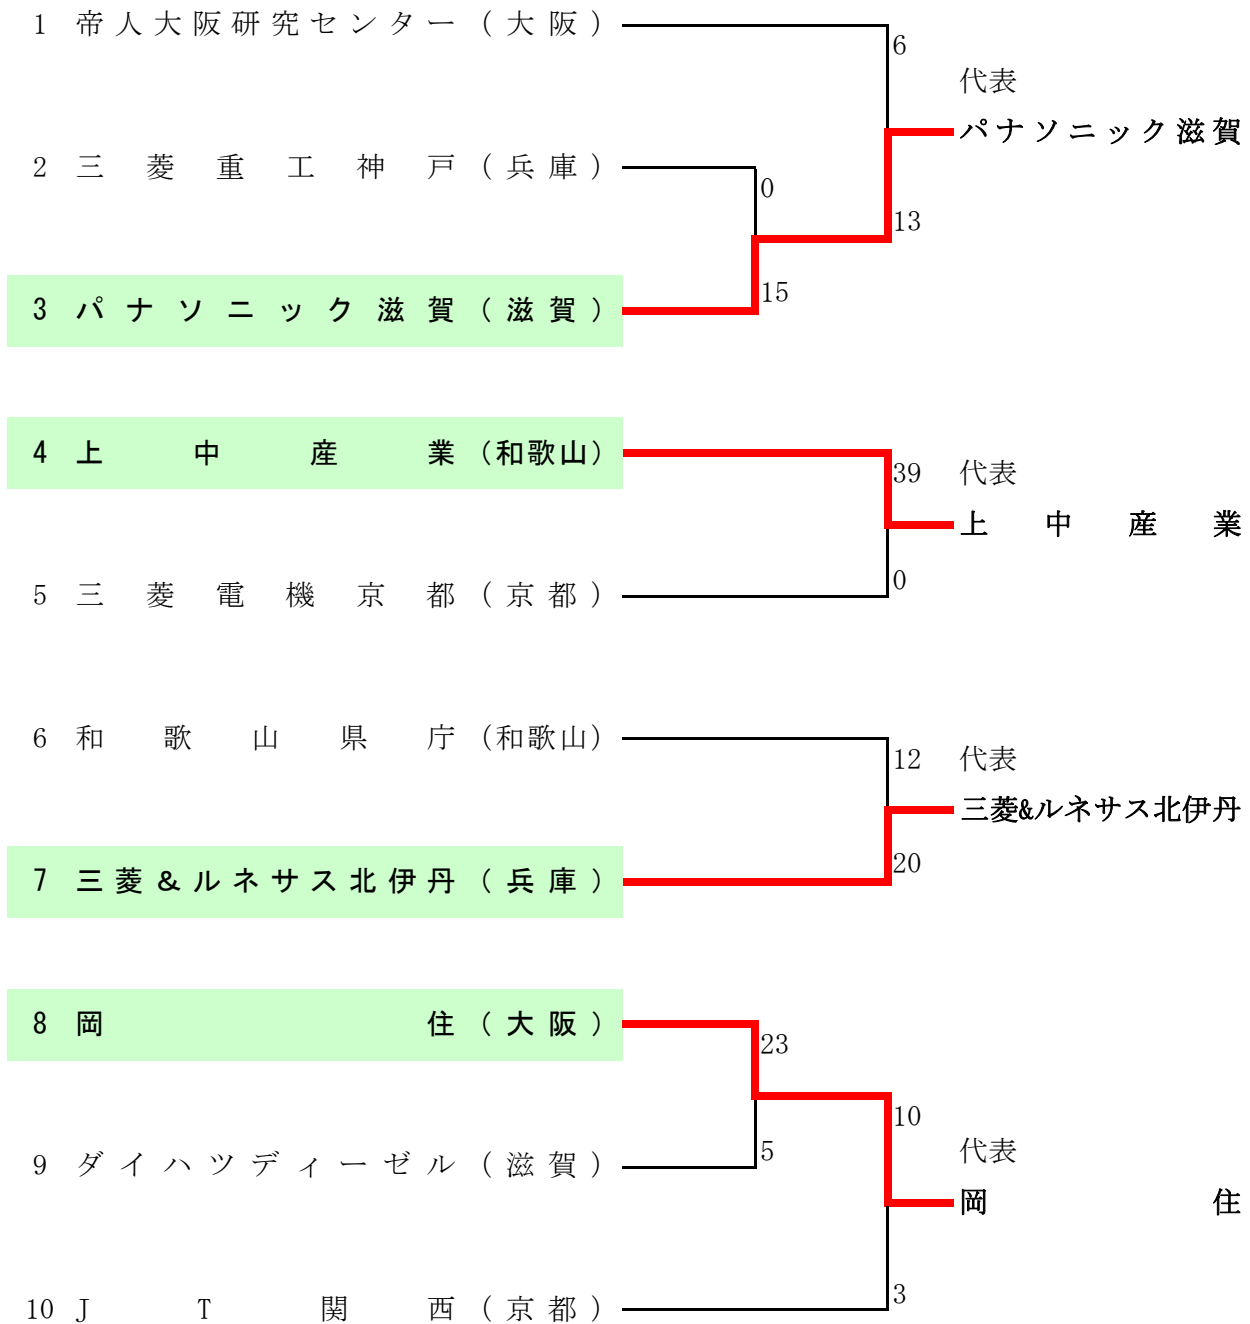 1 帝人大阪研究センター（大阪）
6
代表
パナソニック滋賀
2 三菱重工神戸（兵庫）
0
13
3 パナソニック滋賀（滋賀）
15
4 上中産業（和歌山）
39
代表
上中産業
5 三菱電機京都（京都）
0
6 和歌山県庁（和歌山）
12
代表
三菱&ルネサス北伊丹
7 三菱&ルネサス北伊丹（兵庫）
20
8 岡住（大阪）
23
10
9 ダイハツディーゼル（滋賀）
5
代表
岡住
10 JT関西（京都）
3